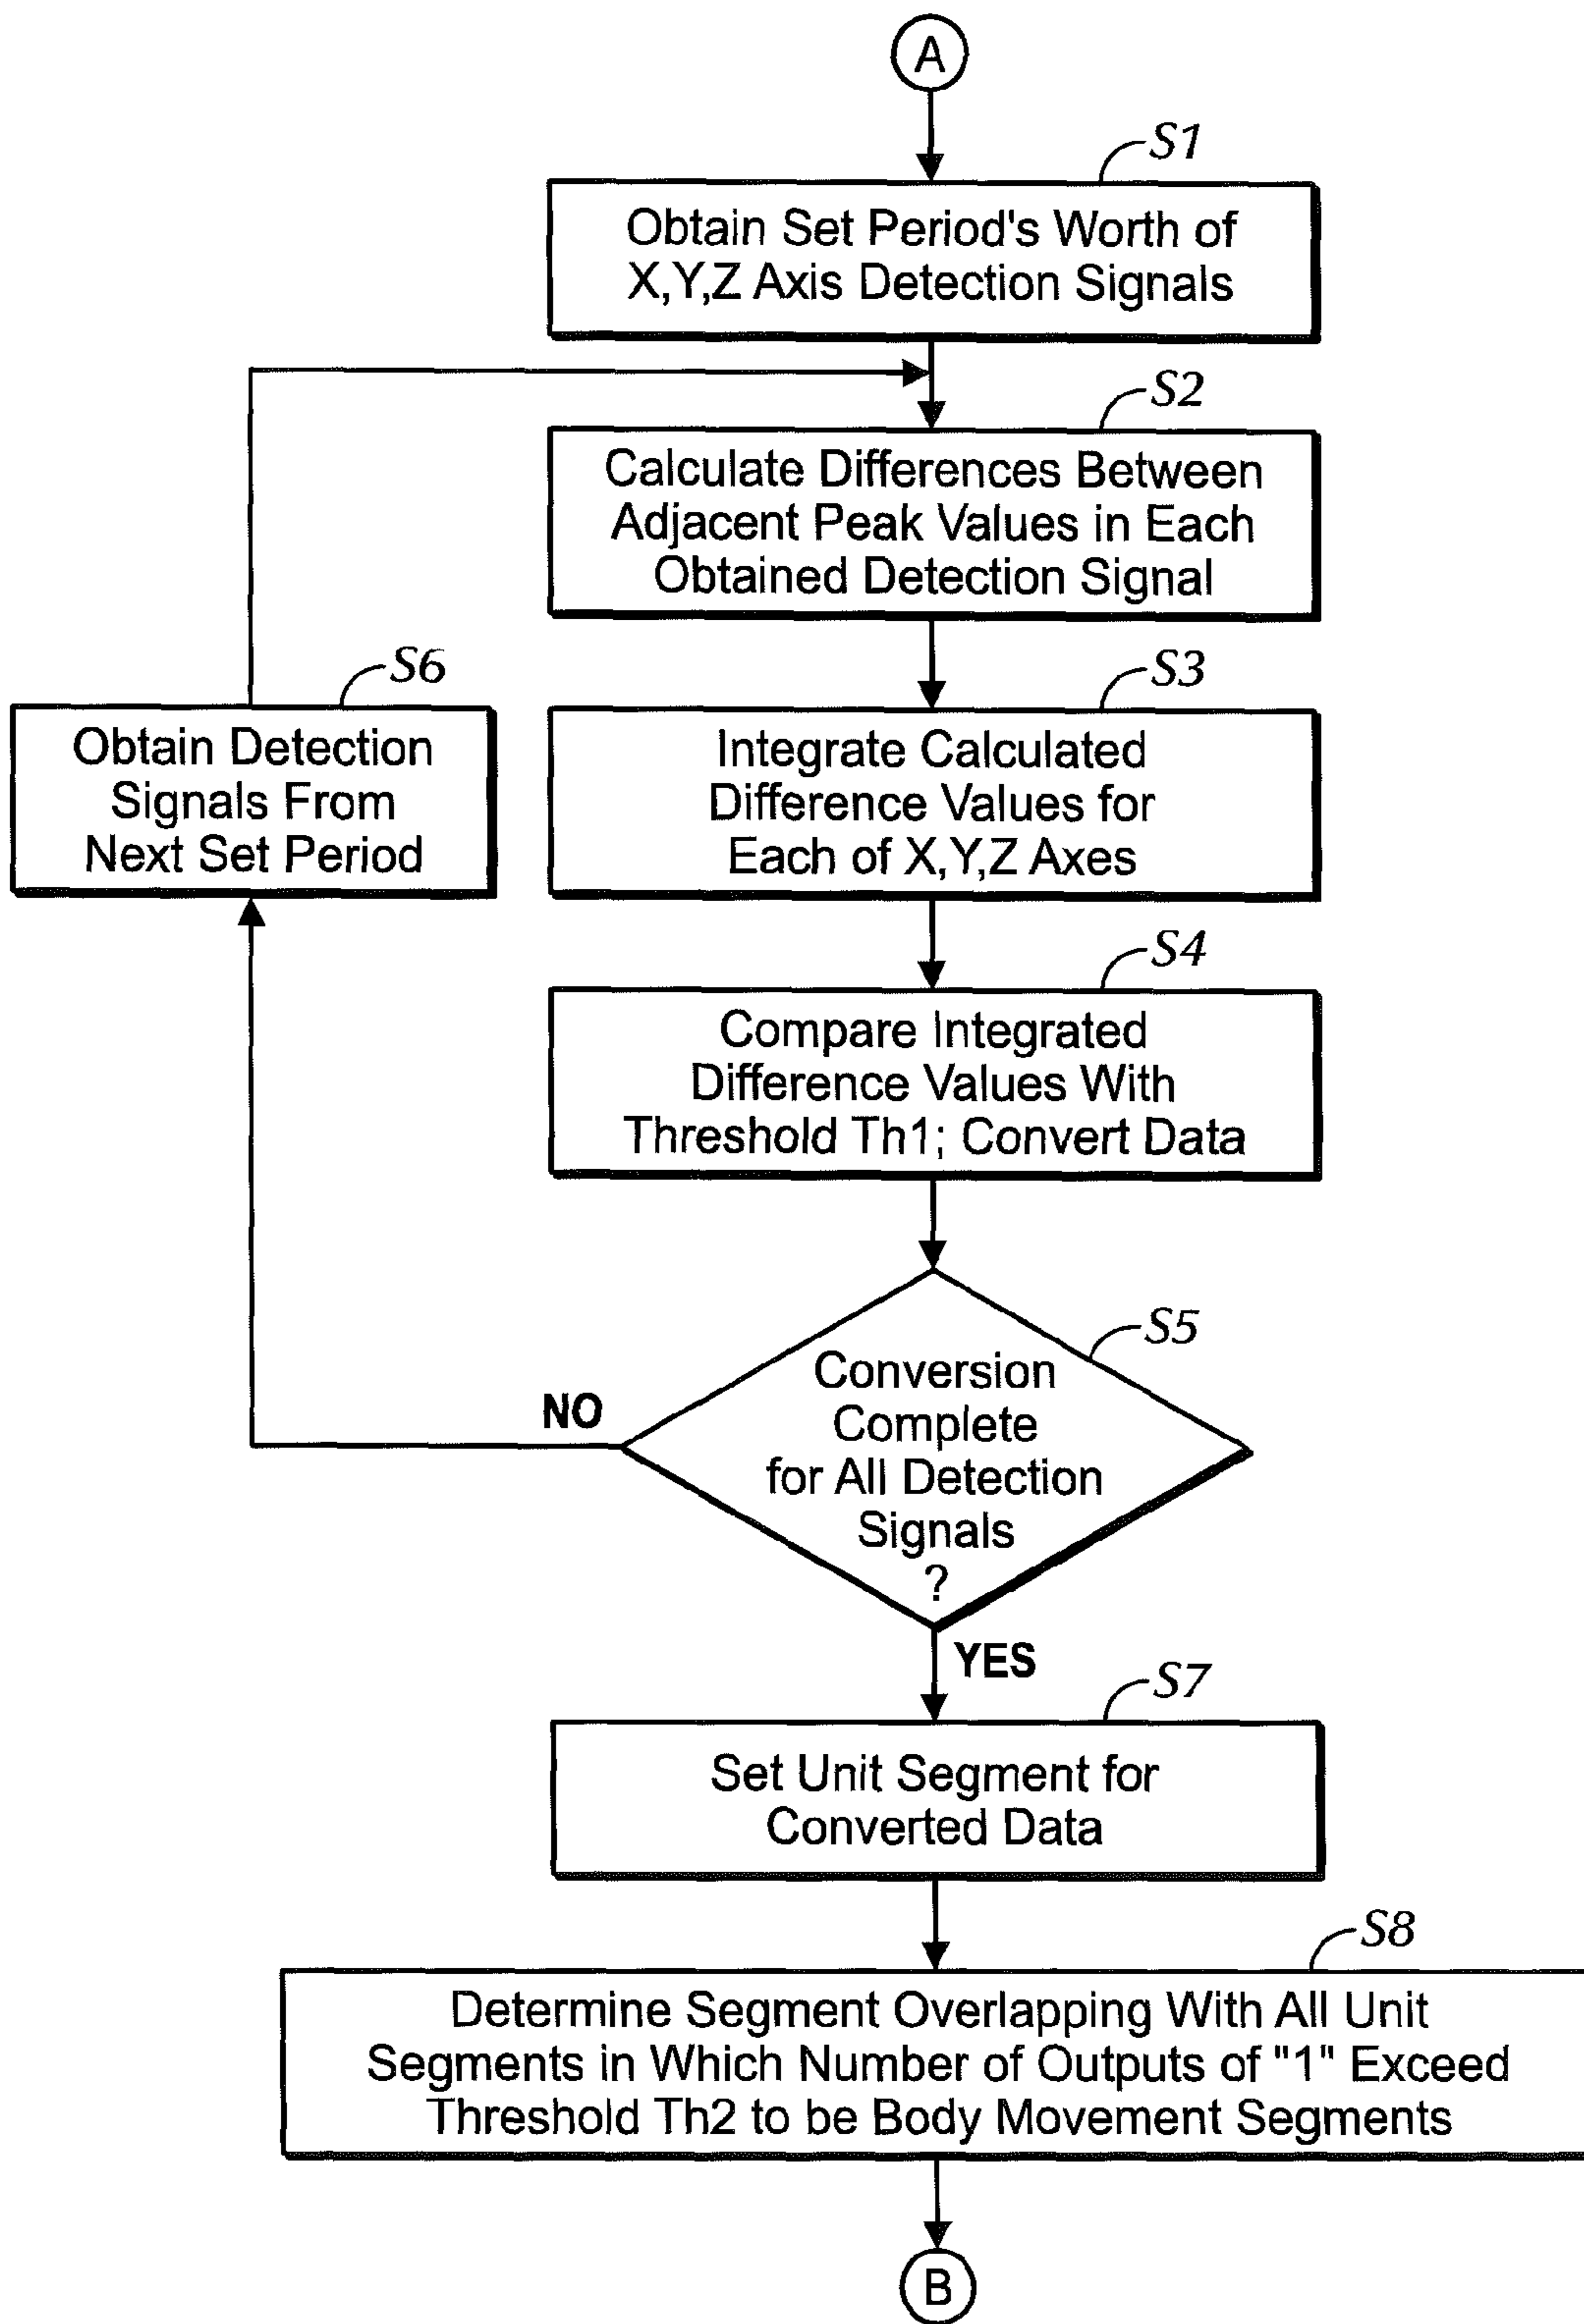 A
S1
Obtain Set Period's Worth of
X,Y,Z Axis Detection Signals
S2
Calculate Differences Between
Adjacent Peak Values in Each
Obtained Detection Signal
S6
Obtain Detection
Signals From
Next Set Period
S3
Integrate Calculated
Difference Values for
Each of X,Y,Z Axes
S4
Compare Integrated
Difference Values With
Threshold Th1; Convert Data
S5
Conversion
Complete
for All Detection
Signals
?
NO
YES
S7
Set Unit Segment for
Converted Data
S8
Determine Segment Overlapping With All Unit
Segments in Which Number of Outputs of "1" Exceed
Threshold Th2 to be Body Movement Segments
B